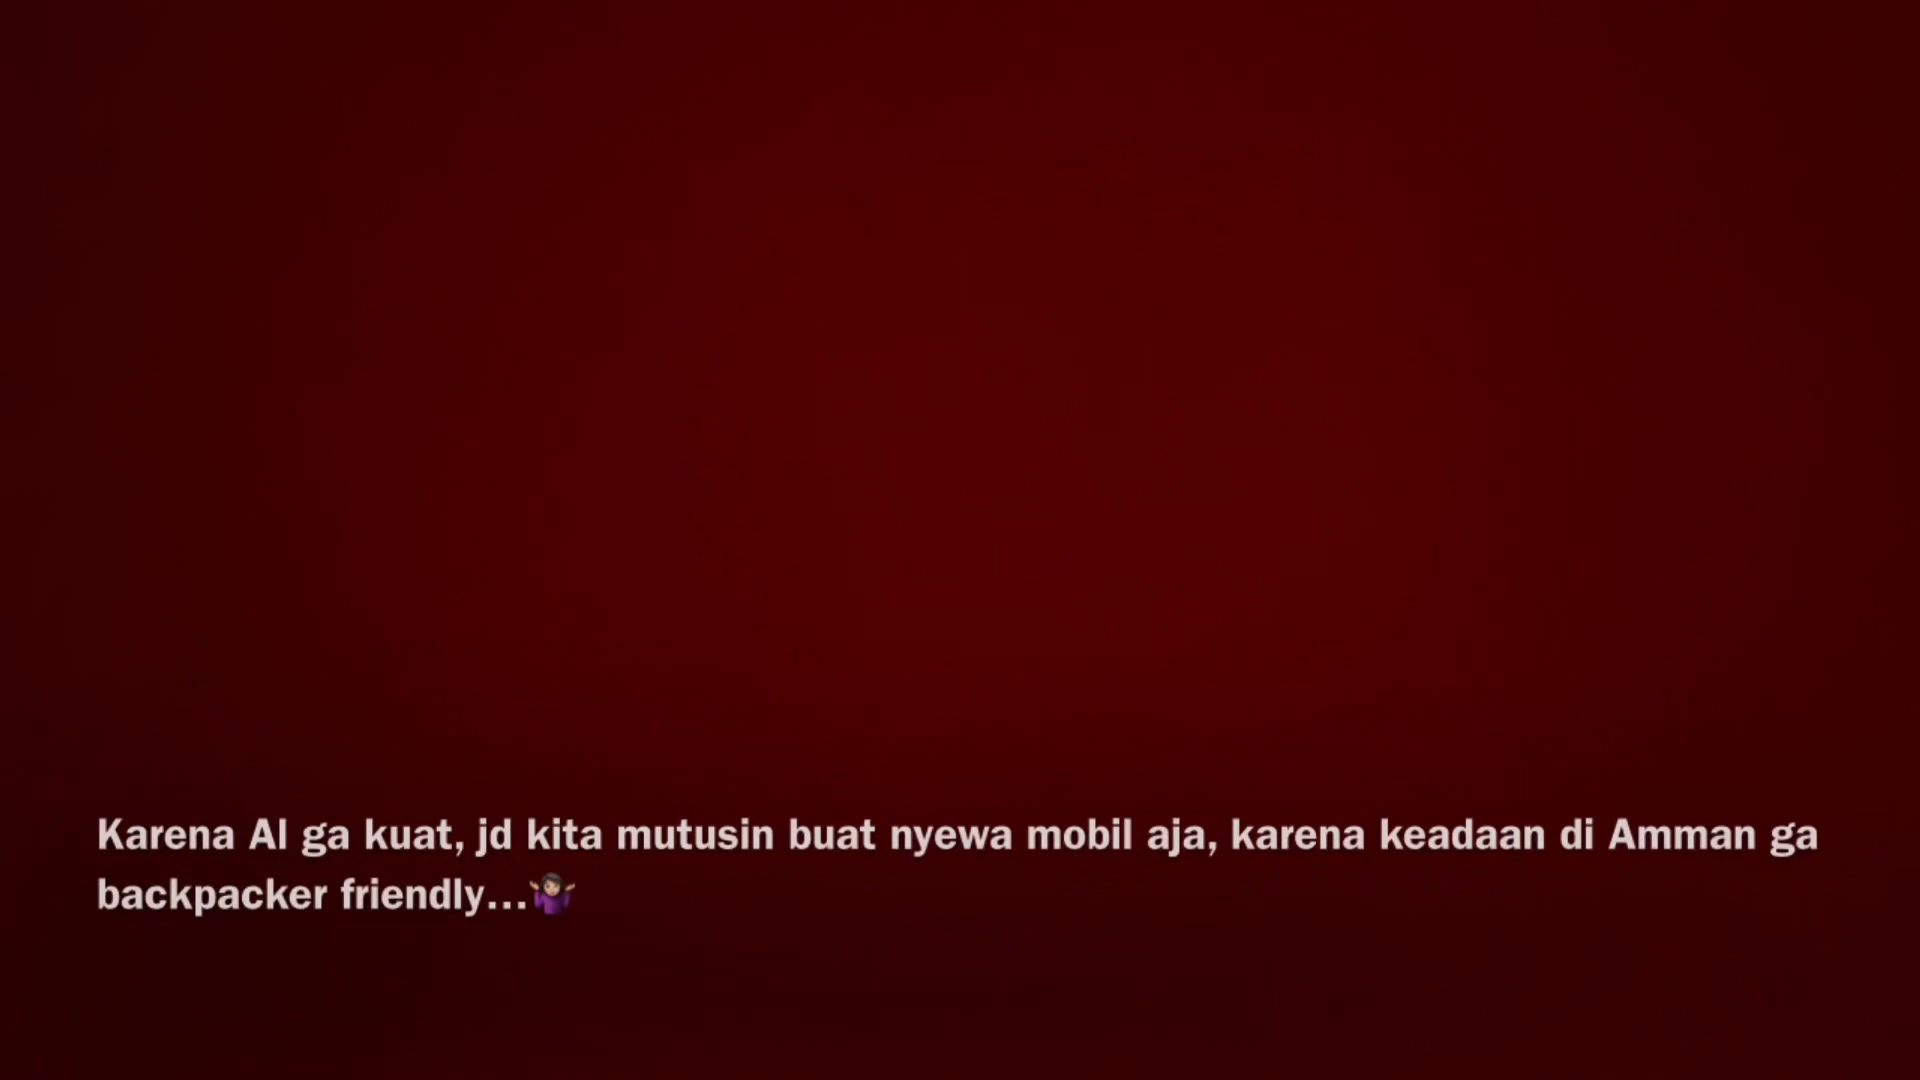 Karena Al ga kuat, jd kita mutusin buat nyewa mobil aja, karena keadaan di Amman ga
backpacker friendly...🤷🏼‍♀️